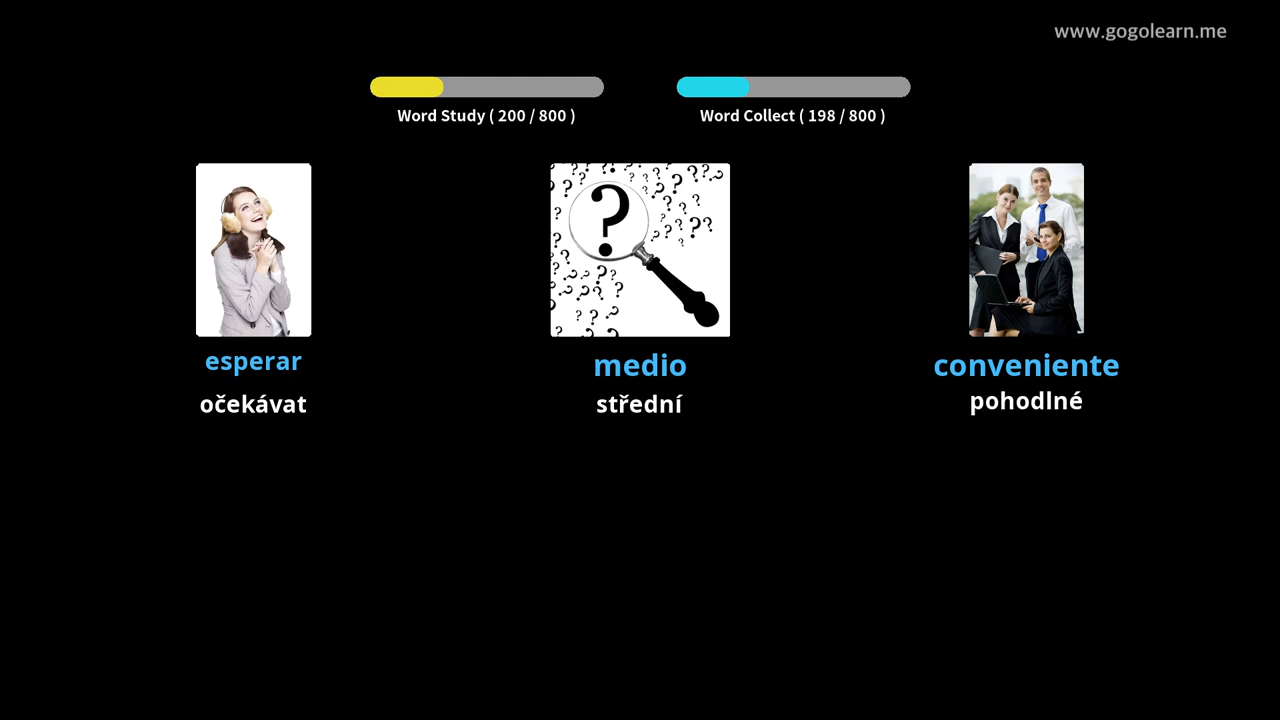 www.gogolearn.me
Word Study ( 200 / 800 )
Word Collect ( 198 / 800 )
esperar
medio
conveniente
očekávat
střední
pohodlné